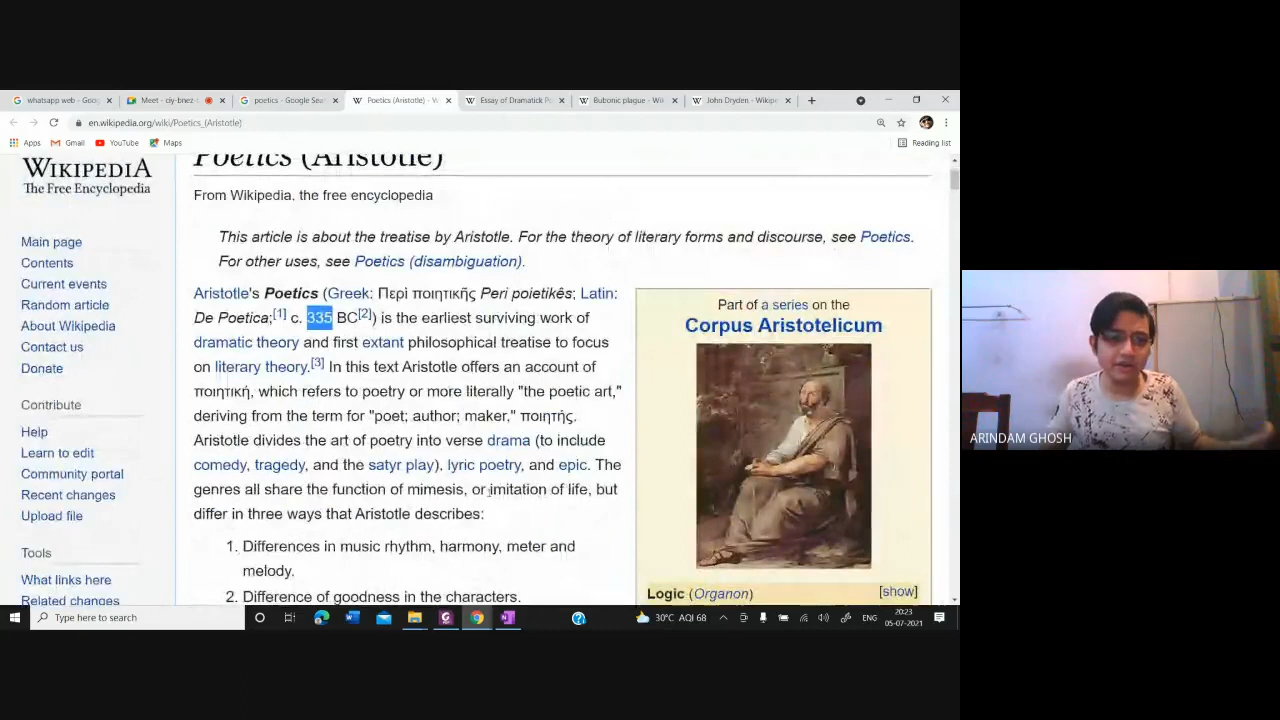 whatsapp web - Goo
Meet - ciy-bnez-
poetics - Google Sear
Poetics (Aristotle) - W
Essay of Dramatick Po
Bubonic plague - Wik
John Dryden - Wikipe
en.wikipedia.org/wiki/Poetics_(Aristotle)
Apps Gmail YouTube Maps Reading list
WIKIPEDIA
The Free Encyclopedia
Main page
Contents
Current events
Random article
About Wikipedia
Contact us
Donate
Contribute
Help
Learn to edit
Community portal
Recent changes
Upload file
Tools
What links here
Related changes
Poetics (Aristotle)
From Wikipedia, the free encyclopedia
This article is about the treatise by Aristotle. For the theory of literary forms and discourse, see Poetics.
For other uses, see Poetics (disambiguation).
Aristotle's Poetics (Greek: Περὶ ποιητικῆς Peri poietikês; Latin:
De Poetica;[1] c. 335 BC[2]) is the earliest surviving work of
dramatic theory and first extant philosophical treatise to focus
on literary theory.[3] In this text Aristotle offers an account of
ποιητική, which refers to poetry or more literally "the poetic art,"
deriving from the term for "poet; author; maker," ποιητής.
Aristotle divides the art of poetry into verse drama (to include
comedy, tragedy, and the satyr play), lyric poetry, and epic. The
genres all share the function of mimesis, or imitation of life, but
differ in three ways that Aristotle describes:
1. Differences in music rhythm, harmony, meter and
melody.
2. Difference of goodness in the characters.
Part of a series on the
Corpus Aristotelicum
Logic (Organon) [show]
ARINDAM GHOSH
Type here to search
30°C AQI 68
ENG
20:23
05-07-2021